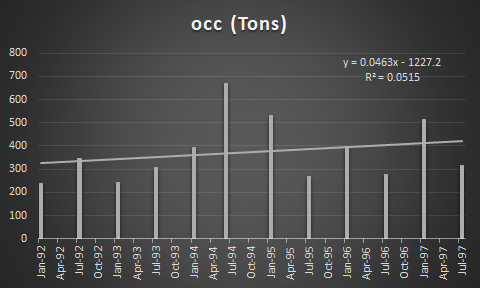 occ (Tons)
y = 0.0463x - 1227.2
R² = 0.0515
800
700
600
500
400
300
200
100
0
Jan-92
Apr-92
Jul-92
Oct-92
Jan-93
Apr-93
Jul-93
Oct-93
Jan-94
Apr-94
Jul-94
Oct-94
Jan-95
Apr-95
Jul-95
Oct-95
Jan-96
Apr-96
Jul-96
Oct-96
Jan-97
Apr-97
Jul-97